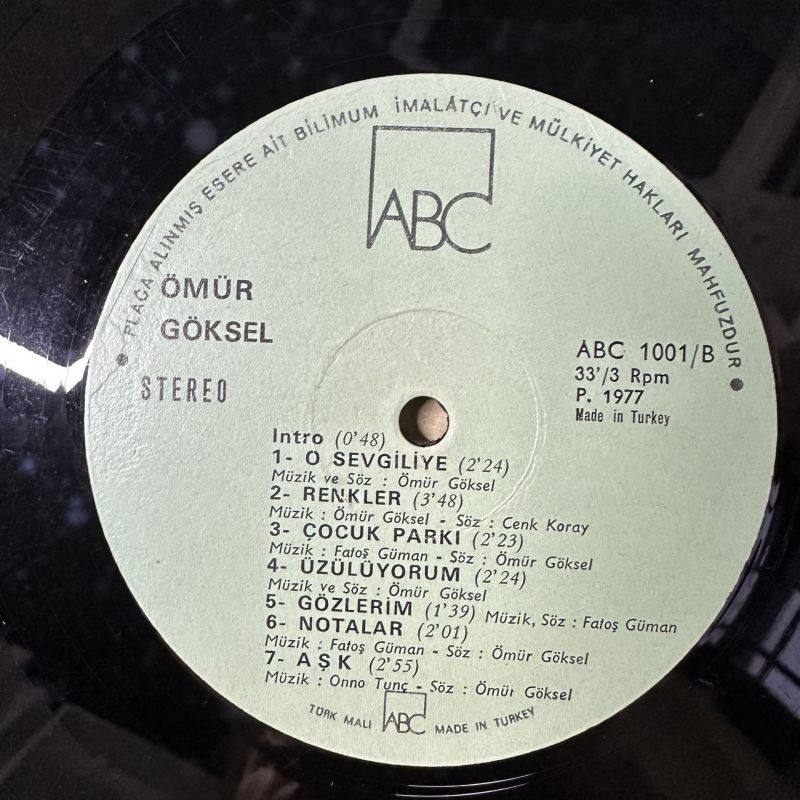 PLAĞA ALINMIŞ ESERE AİT BİLİMUM İMALÂTÇI VE MÜLKİYET HAKLARI MAHFUZDUR
ABC
ÖMÜR
GÖKSEL
STEREO
ABC 1001/B
33'/3 Rpm
P. 1977
Made in Turkey
Intro (0'48)
1- O SEVGİLİYE (2'24)
Müzik ve Söz : Ömür Göksel
2- RENKLER (3'48)
Müzik : Ömür Göksel - Söz : Cenk Koray
3- ÇOCUK PARKI (2'23)
Müzik : Fatoş Güman - Söz : Ömür Göksel
4- ÜZÜLÜYORUM (2'24)
Müzik ve Söz : Ömür Göksel
5- GÖZLERİM (1'39) Müzik, Söz : Fatoş Güman
6- NOTALAR (2'01)
Müzik : Fatoş Güman - Söz : Ömür Göksel
7- AŞK (2'55)
Müzik : Onno Tunç - Söz : Ömür Göksel
TÜRK MALI ABC MADE IN TURKEY